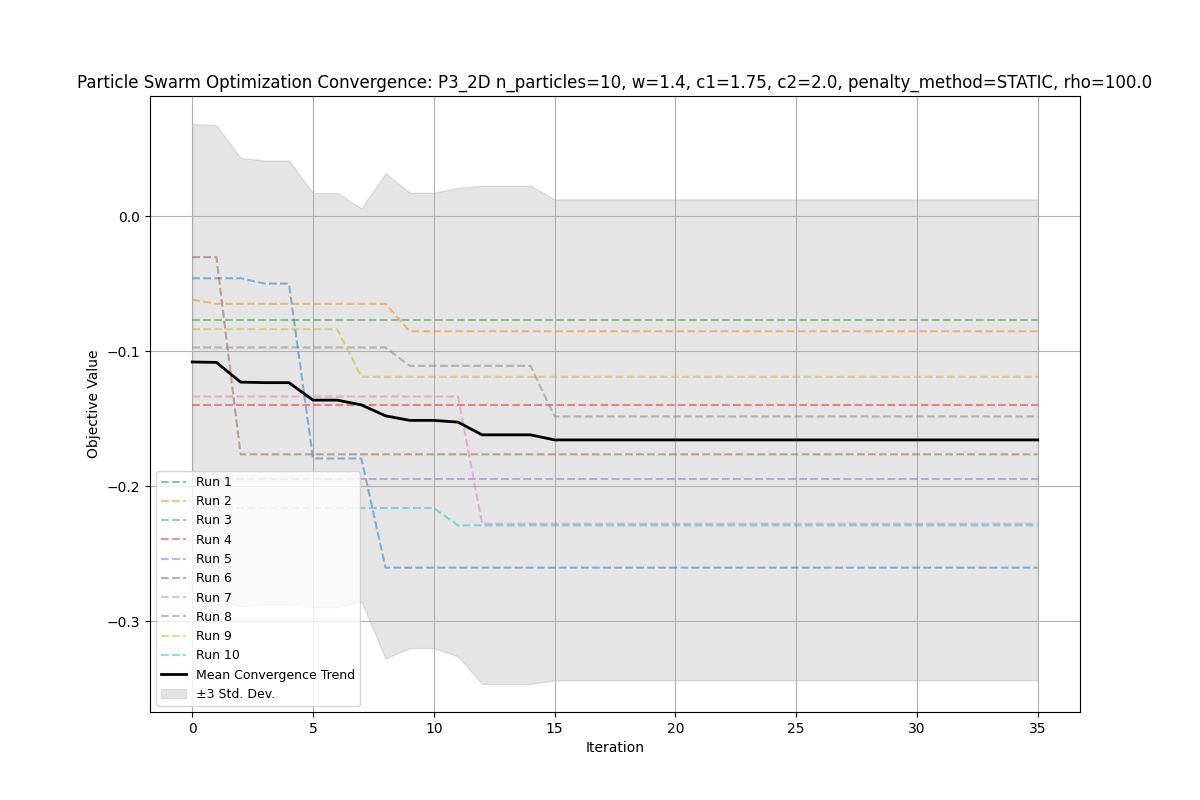 Particle Swarm Optimization Convergence: P3_2D n_particles=10, w=1.4, c1=1.75, c2=2.0, penalty_method=STATIC, rho=100.0
Objective Value
0.0
−0.1
−0.2
−0.3
Run 1
Run 2
Run 3
Run 4
Run 5
Run 6
Run 7
Run 8
Run 9
Run 10
Mean Convergence Trend
±3 Std. Dev.
0 5 10 15 20 25 30 35
Iteration